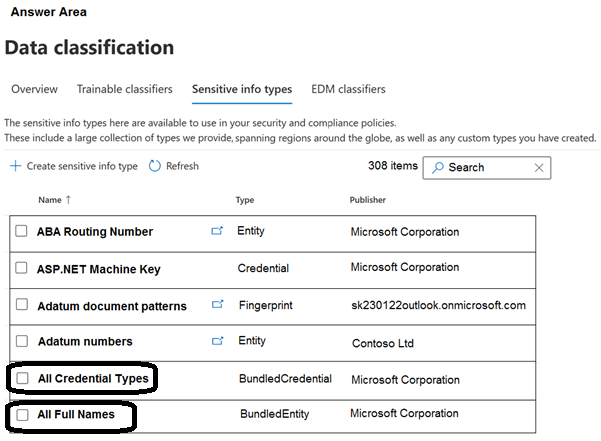 Answer Area
Data classification
Overview Trainable classifiers Sensitive info types EDM classifiers
The sensitive info types here are available to use in your security and compliance policies.
These include a large collection of types we provide, spanning regions around the globe, as well as any custom types you have created.
+ Create sensitive info type Refresh 308 items Search
Name ↑ Type Publisher
ABA Routing Number Entity Microsoft Corporation
ASP.NET Machine Key Credential Microsoft Corporation
Adatum document patterns Fingerprint sk230122outlook.onmicrosoft.com
Adatum numbers Entity Contoso Ltd
All Credential Types BundledCredential Microsoft Corporation
All Full Names BundledEntity Microsoft Corporation